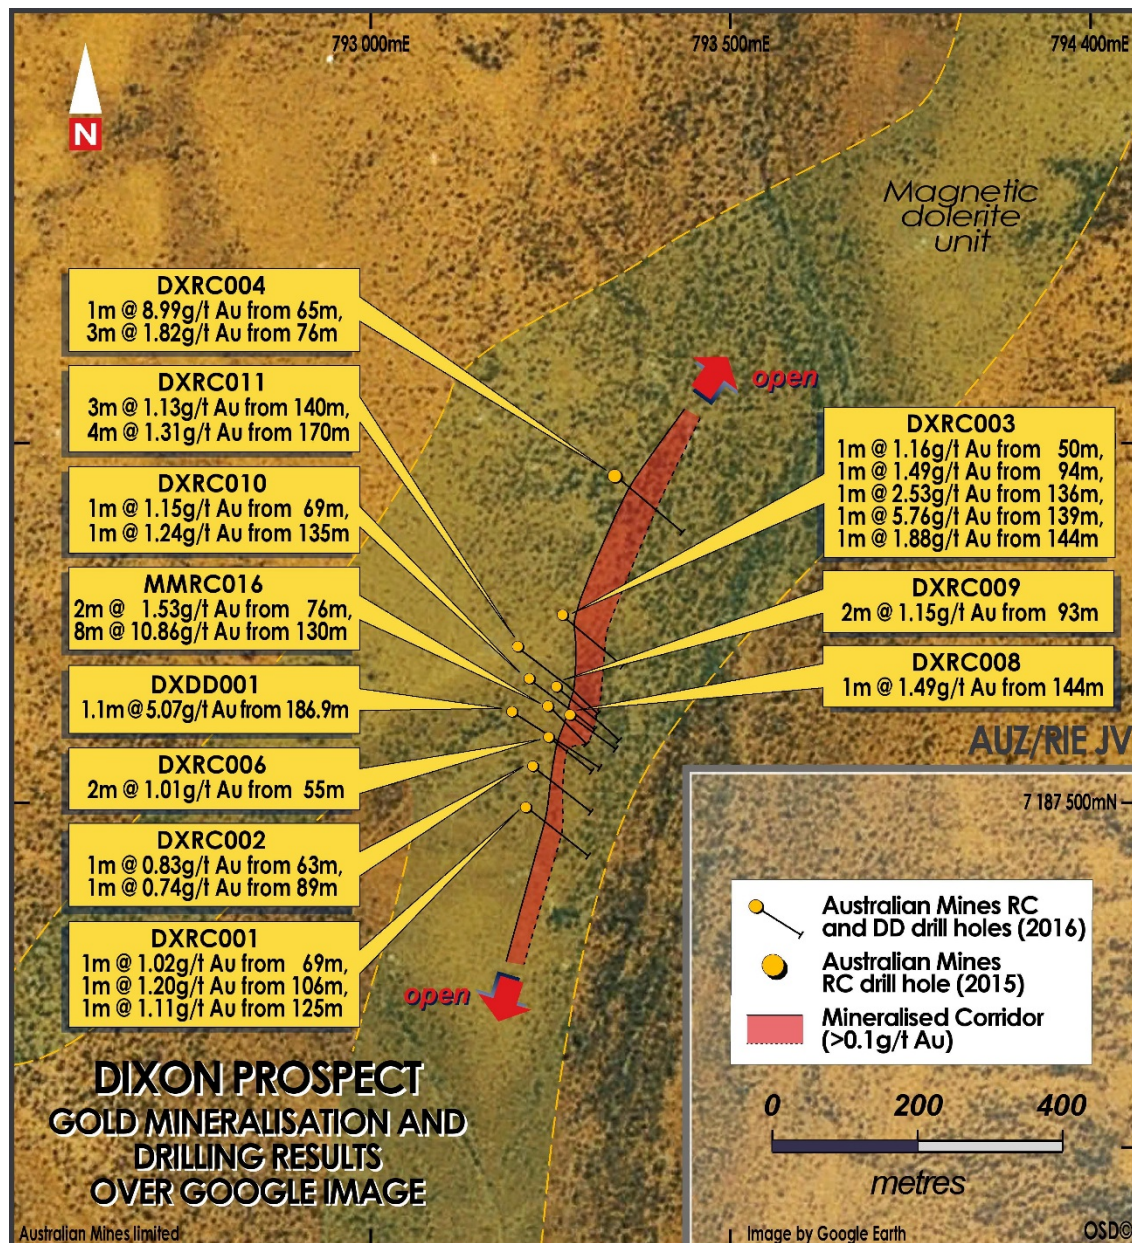 793 000mE
793 500mE
794 400mE
N
Magnetic
dolerite
unit
DXRC004
1m @ 8.99g/t Au from 65m,
3m @ 1.82g/t Au from 76m
DXRC011
3m @ 1.13g/t Au from 140m,
4m @ 1.31g/t Au from 170m
DXRC010
1m @ 1.15g/t Au from 69m,
1m @ 1.24g/t Au from 135m
MMRC016
2m @ 1.53g/t Au from 76m,
8m @ 10.86g/t Au from 130m
DXDD001
1.1m @ 5.07g/t Au from 186.9m
DXRC006
2m @ 1.01g/t Au from 55m
DXRC002
1m @ 0.83g/t Au from 63m,
1m @ 0.74g/t Au from 89m
DXRC001
1m @ 1.02g/t Au from 69m,
1m @ 1.20g/t Au from 106m,
1m @ 1.11g/t Au from 125m
open
open
DXRC003
1m @ 1.16g/t Au from 50m,
1m @ 1.49g/t Au from 94m,
1m @ 2.53g/t Au from 136m,
1m @ 5.76g/t Au from 139m,
1m @ 1.88g/t Au from 144m
DXRC009
2m @ 1.15g/t Au from 93m
DXRC008
1m @ 1.49g/t Au from 144m
AUZ/RIE JV
7 187 500mN
Australian Mines RC
and DD drill holes (2016)
Australian Mines
RC drill hole (2015)
Mineralised Corridor
(>0.1g/t Au)
0 200 400
metres
DIXON PROSPECT
GOLD MINERALISATION AND
DRILLING RESULTS
OVER GOOGLE IMAGE
Australian Mines limited
Image by Google Earth
OSD©